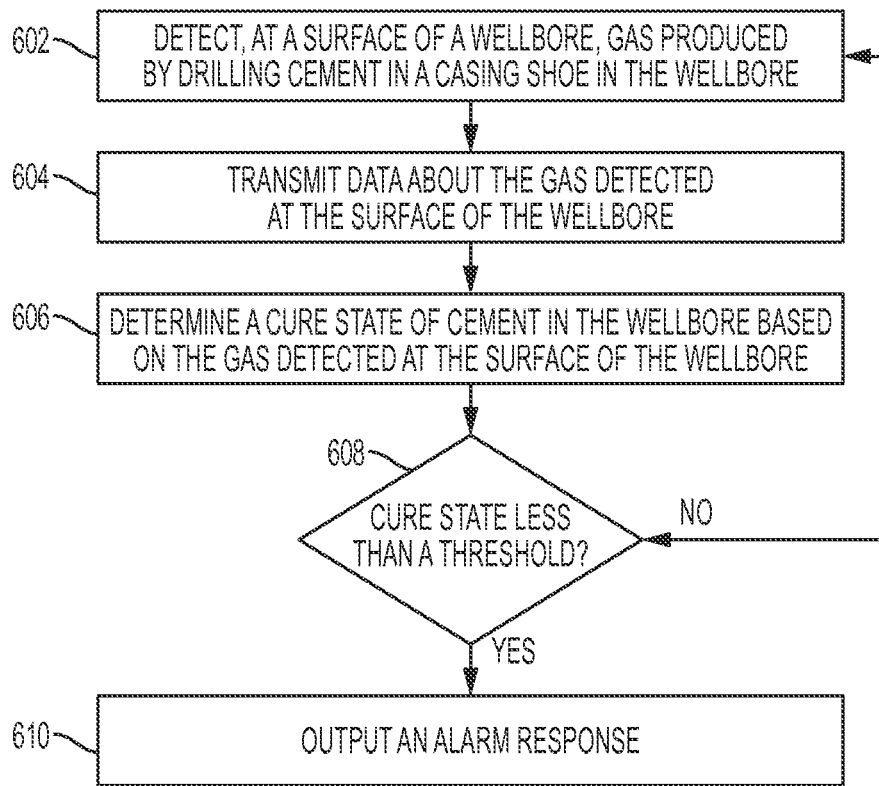 602
DETECT, AT A SURFACE OF A WELLBORE, GAS PRODUCED
BY DRILLING CEMENT IN A CASING SHOE IN THE WELLBORE
604
TRANSMIT DATA ABOUT THE GAS DETECTED
AT THE SURFACE OF THE WELLBORE
606
DETERMINE A CURE STATE OF CEMENT IN THE WELLBORE BASED
ON THE GAS DETECTED AT THE SURFACE OF THE WELLBORE
608
CURE STATE LESS
THAN A THRESHOLD?
NO
YES
610
OUTPUT AN ALARM RESPONSE